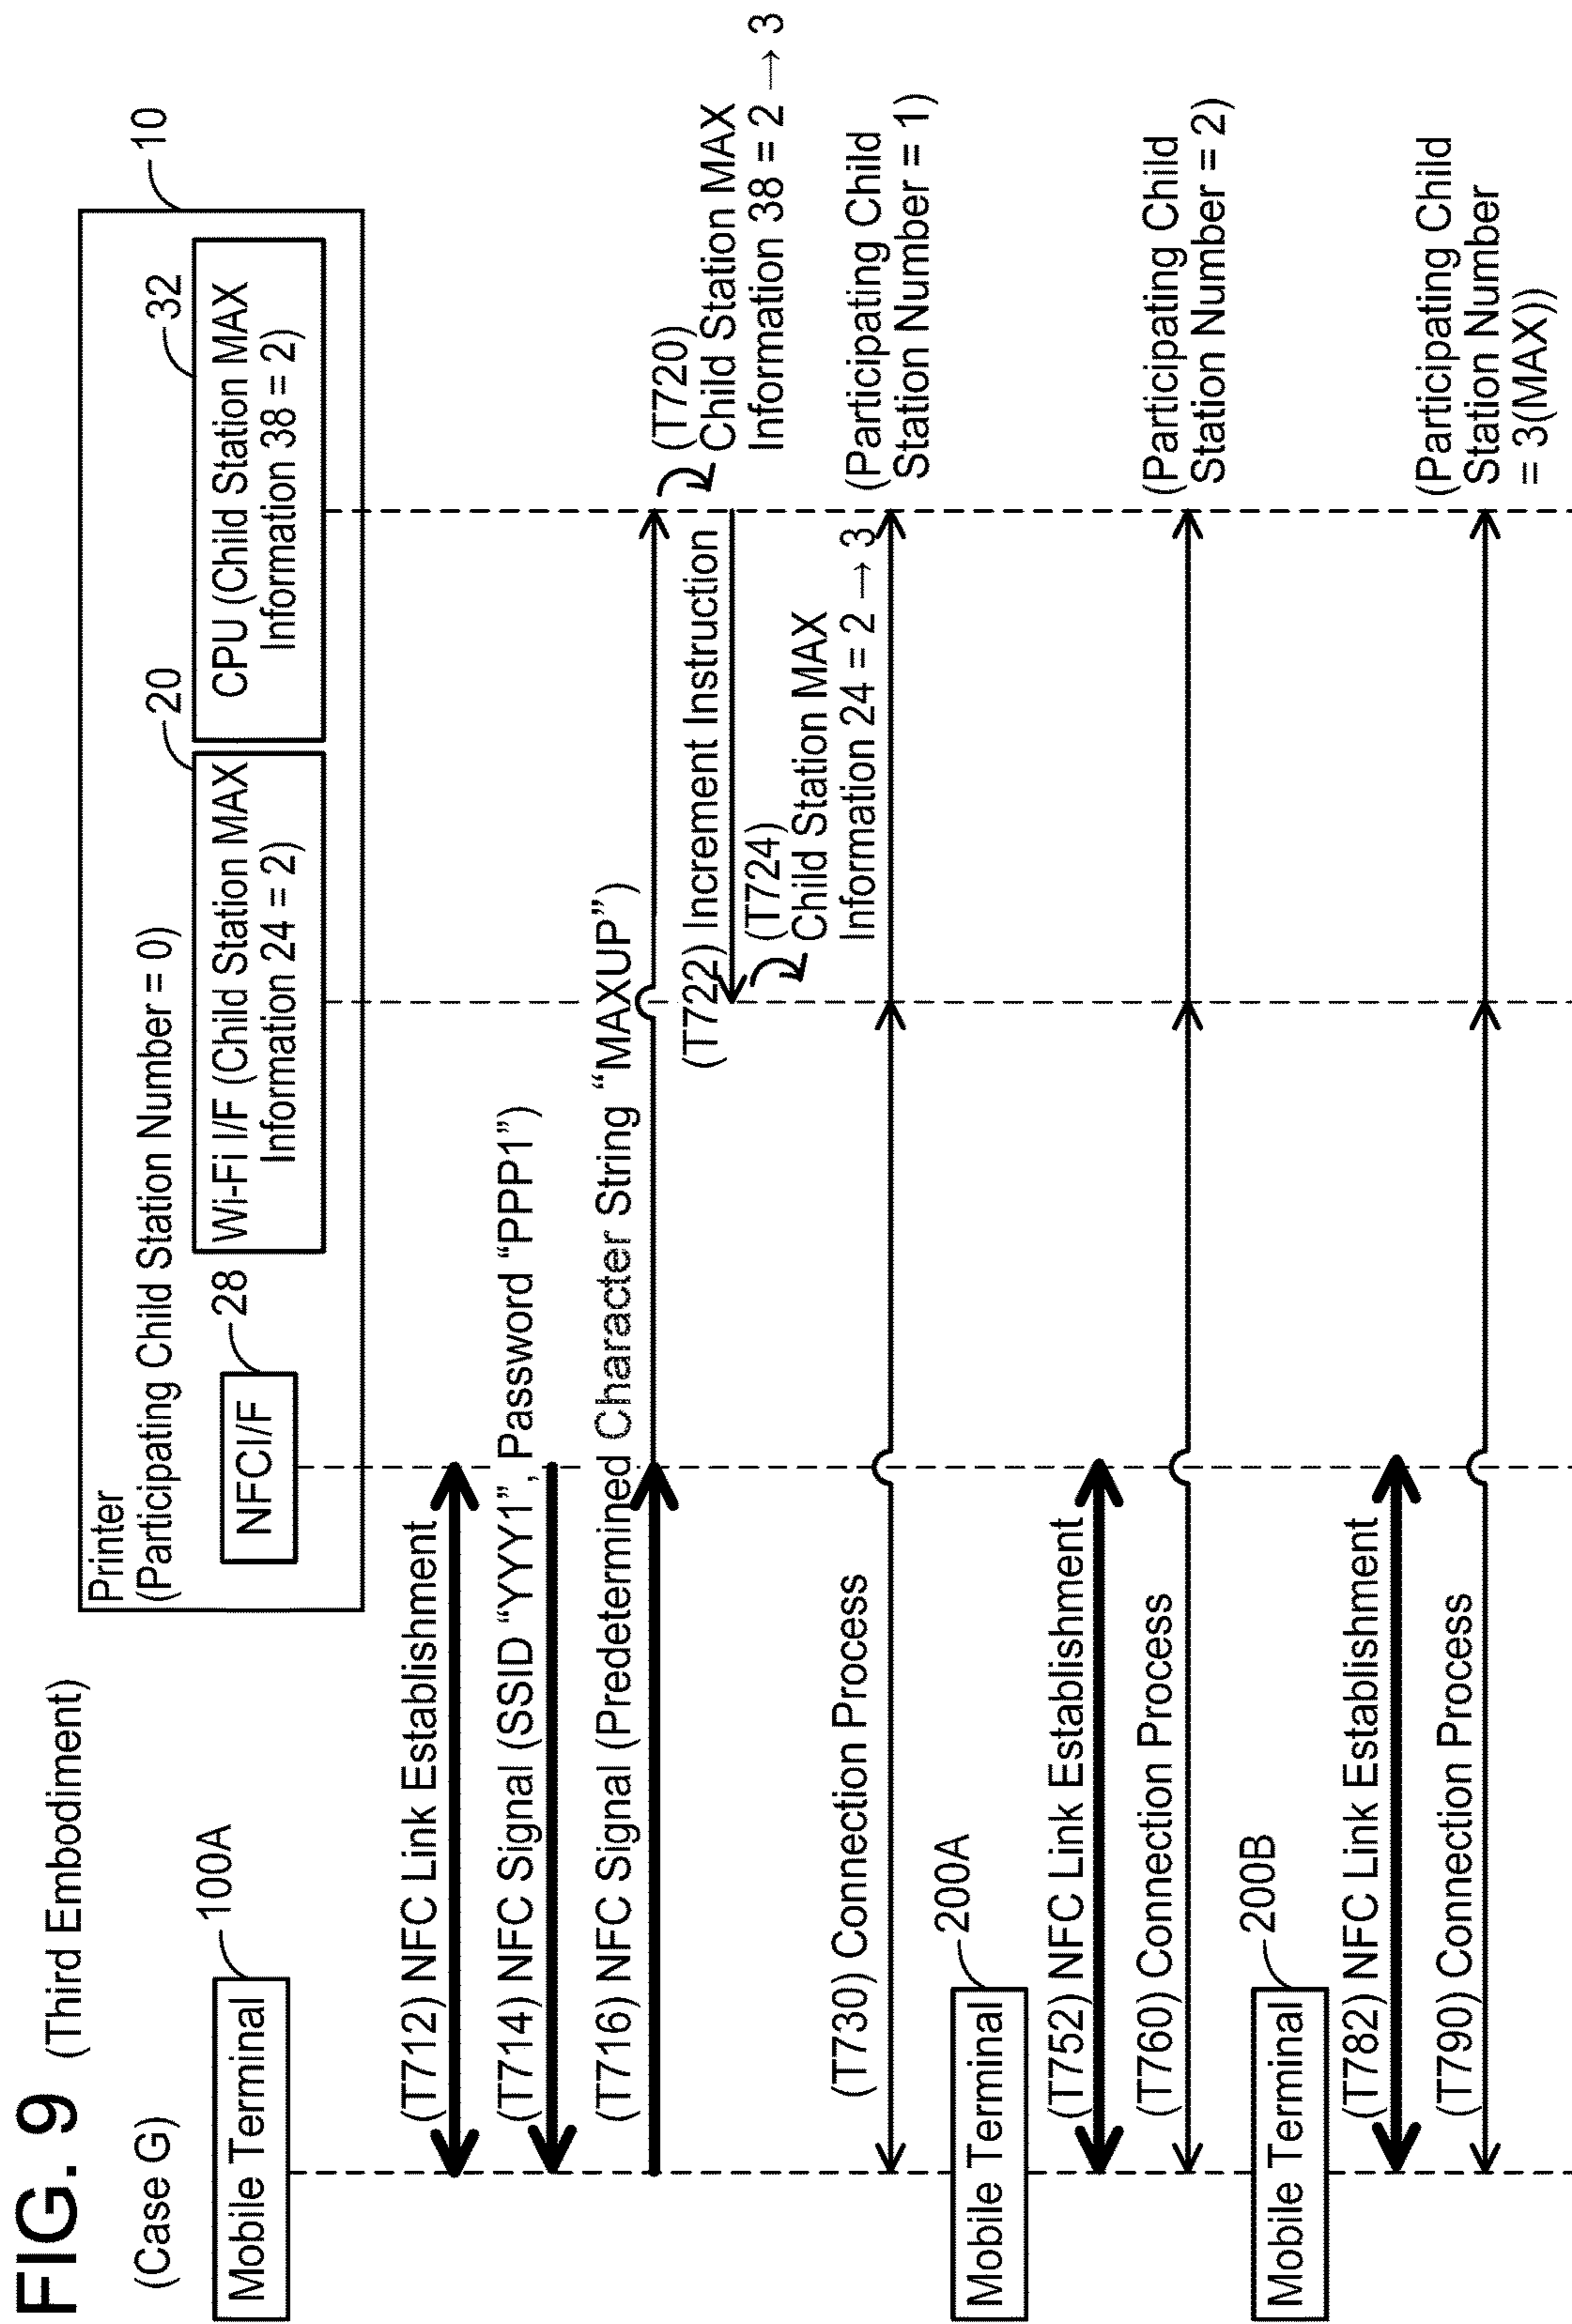 FIG. 9 (Third Embodiment)
(Case G)
Printer
(Participating Child Station Number = 0)
10
Mobile Terminal
100A
NFCI/F
28
Wi-Fi I/F (Child Station MAX
Information 24 = 2)
20
CPU (Child Station MAX
Information 38 = 2)
32
(T712) NFC Link Establishment
(T714) NFC Signal (SSID “YYY1”, Password “PPP1”)
(T716) NFC Signal (Predetermined Character String “MAXUP”)
(T720)
Child Station MAX
Information 38 = 2 → 3
(T722) Increment Instruction
(T724)
Child Station MAX
Information 24 = 2 → 3
(T730) Connection Process
(Participating Child
Station Number = 1)
Mobile Terminal
200A
(T752) NFC Link Establishment
(T760) Connection Process
(Participating Child
Station Number = 2)
Mobile Terminal
200B
(T782) NFC Link Establishment
(T790) Connection Process
(Participating Child
Station Number
= 3(MAX))